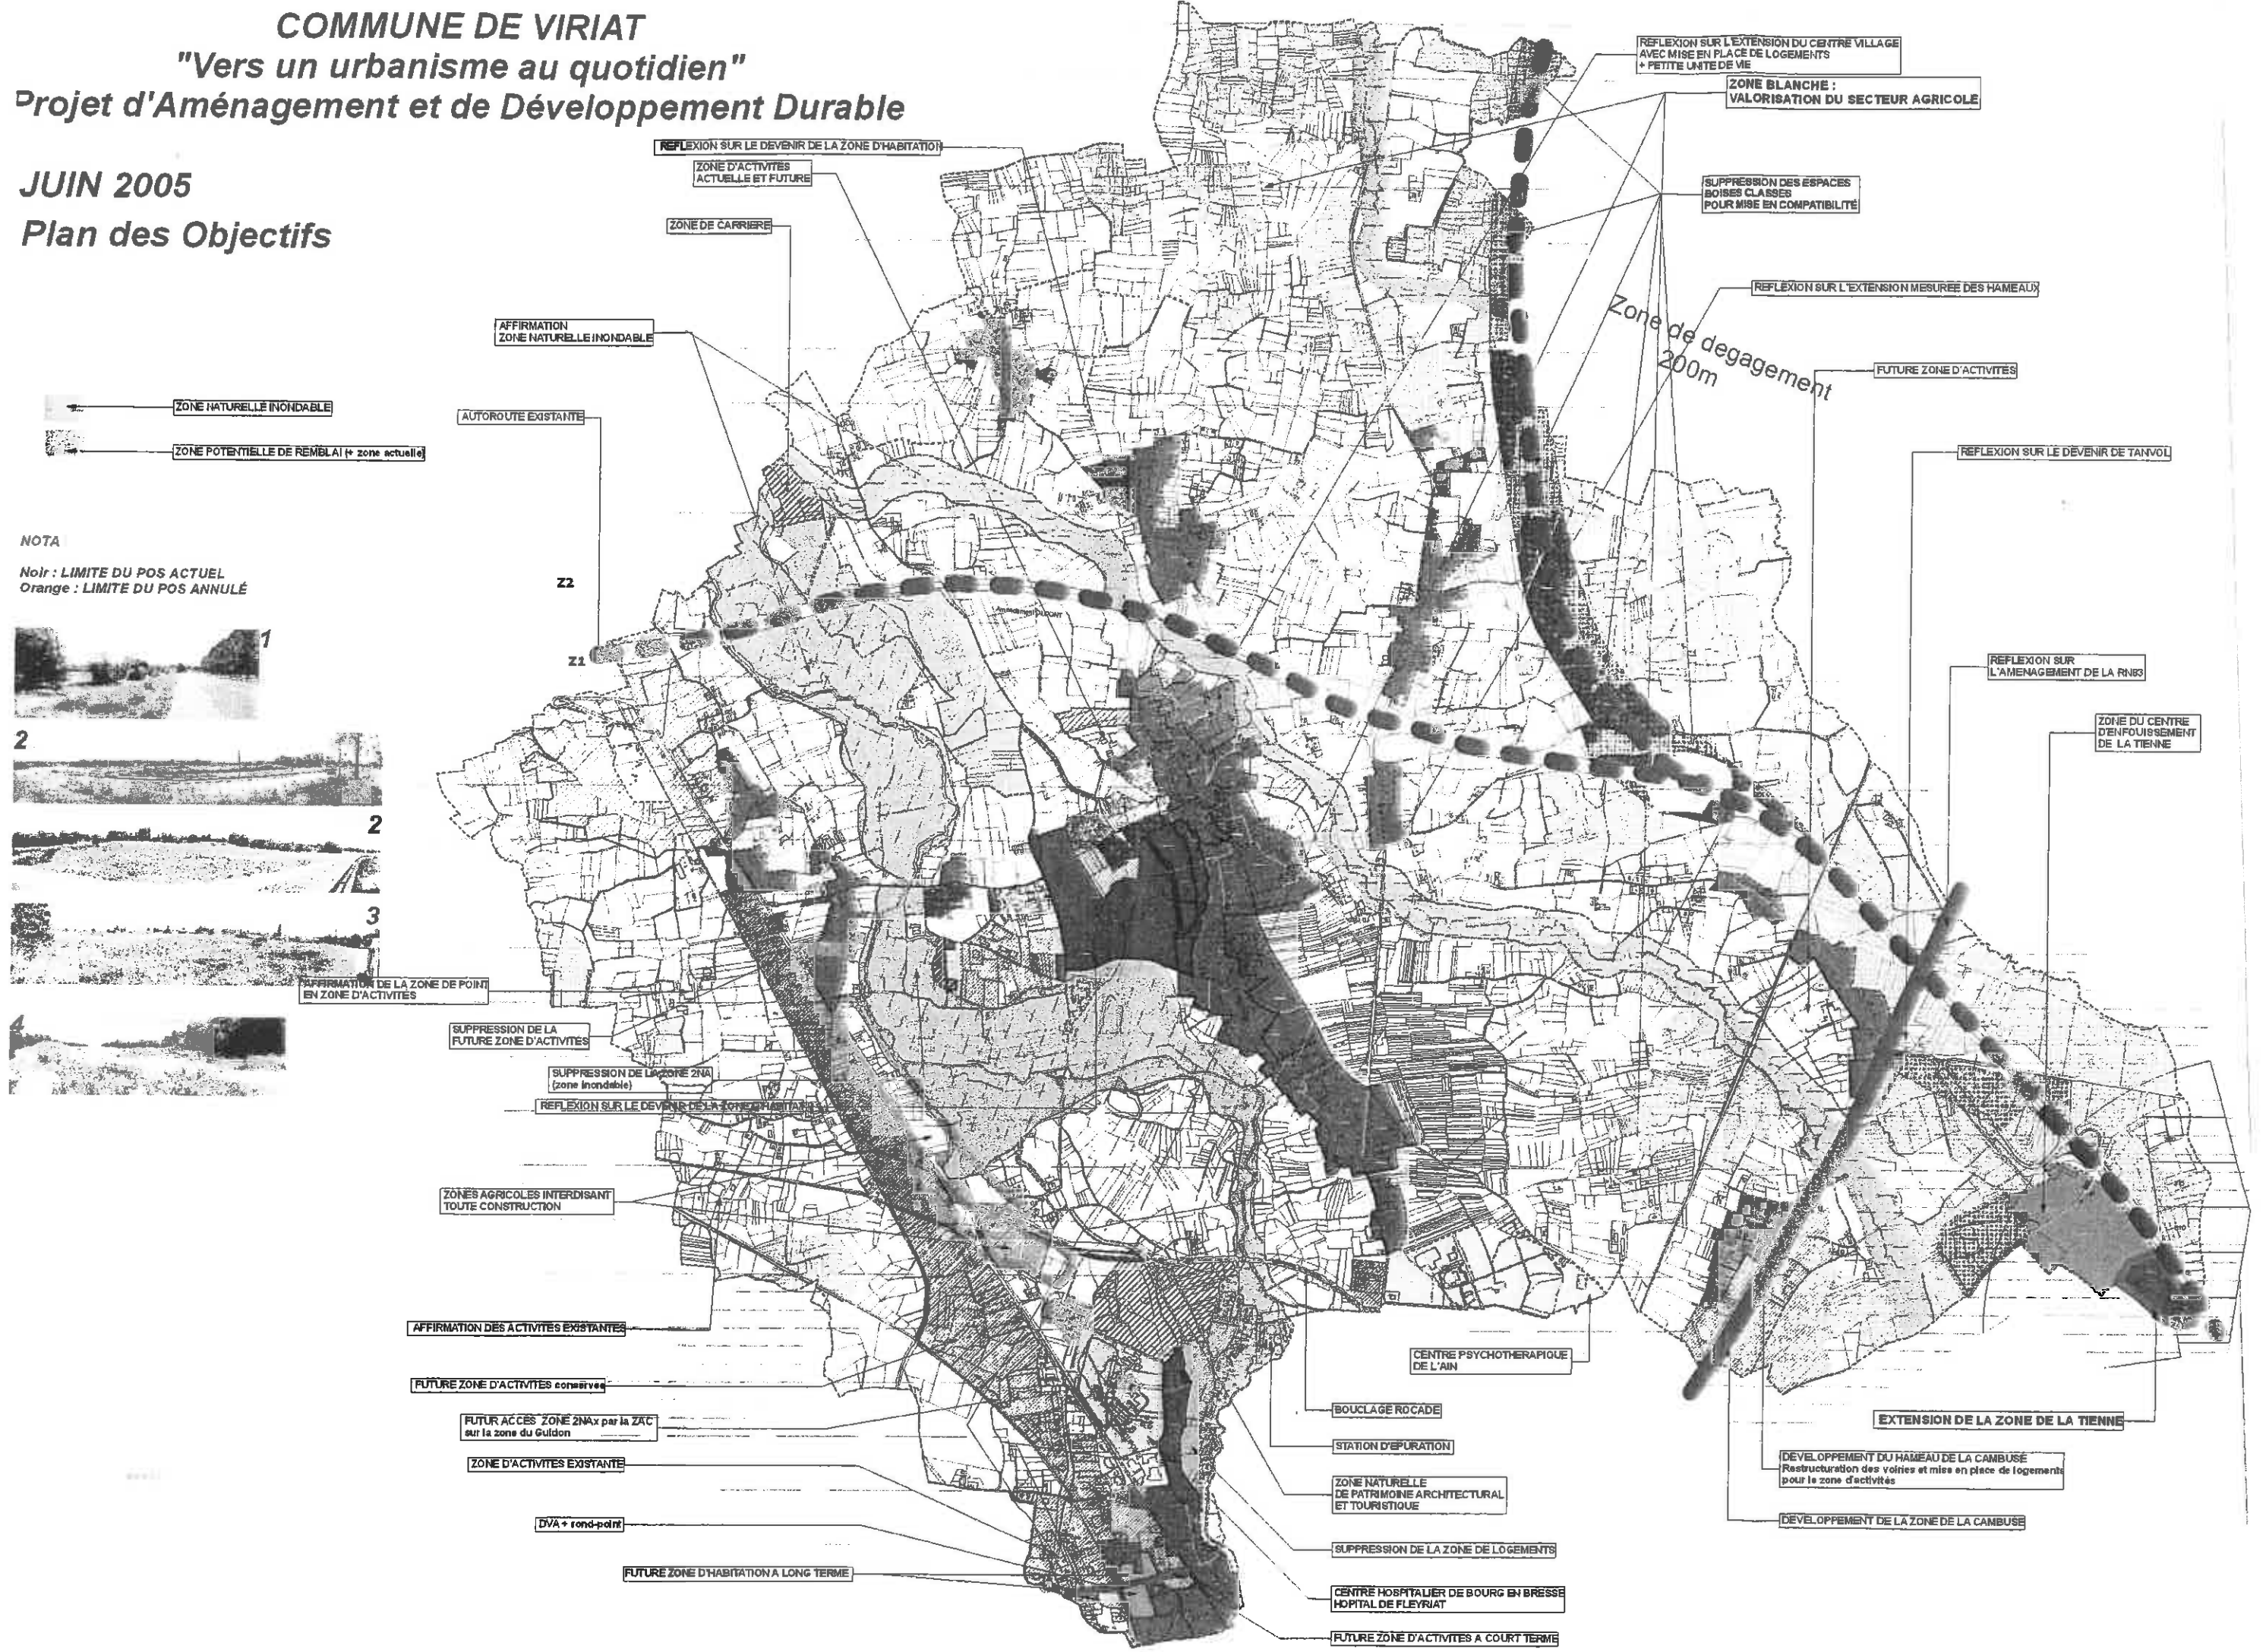 COMMUNE DE VIRIAT
"Vers un urbanisme au quotidien"
Projet d'Aménagement et de Développement Durable
JUIN 2005
Plan des Objectifs
REFLEXION SUR L'EXTENSION DU CENTRE VILLAGE
AVEC MISE EN PLACE DE LOGEMENTS
+ PETITE UNITE DE VIE
ZONE BLANCHE :
VALORISATION DU SECTEUR AGRICOLE
REFLEXION SUR LE DEVENIR DE LA ZONE D'HABITATION
ZONE D'ACTIVITES
ACTUELLE ET FUTURE
SUPPRESSION DES ESPACES
BOISES CLASSES
POUR MISE EN COMPATIBILITÉ
ZONE DE CARRIERE
REFLEXION SUR L'EXTENSION MESUREE DES HAMEAUX
Zone de degagement
200m
AFFIRMATION
ZONE NATURELLE INONDABLE
FUTURE ZONE D'ACTIVITES
ZONE NATURELLE INONDABLE
AUTOROUTE EXISTANTE
ZONE POTENTIELLE DE REMBLAI (+ zone actuelle)
REFLEXION SUR LE DEVENIR DE TANVOL
NOTA
Noir : LIMITE DU POS ACTUEL
Orange : LIMITE DU POS ANNULÉ
Z2
Z1
1
2
2
3
4
REFLEXION SUR
L'AMENAGEMENT DE LA RN83
ZONE DU CENTRE
D'ENFOUISSEMENT
DE LA TIENNE
AFFIRMATION DE LA ZONE DE POINT
EN ZONE D'ACTIVITES
SUPPRESSION DE LA
FUTURE ZONE D'ACTIVITES
SUPPRESSION DE LA ZONE 2NA
(zone inondable)
REFLEXION SUR LE DEVENIR DE LA ZONE D'HABITAT
ZONES AGRICOLES INTERDISANT
TOUTE CONSTRUCTION
AFFIRMATION DES ACTIVITES EXISTANTES
FUTURE ZONE D'ACTIVITES conservee
FUTUR ACCES ZONE 2NAx par la ZAC
sur la zone du Guidon
ZONE D'ACTIVITES EXISTANTE
DVA + rond-point
FUTURE ZONE D'HABITATION A LONG TERME
CENTRE PSYCHOTHERAPIQUE
DE L'AIN
BOUCLAGE ROCADE
STATION D'EPURATION
ZONE NATURELLE
DE PATRIMOINE ARCHITECTURAL
ET TOURISTIQUE
SUPPRESSION DE LA ZONE DE LOGEMENTS
CENTRE HOSPITALIER DE BOURG EN BRESSE
HOPITAL DE FLEYRIAT
FUTURE ZONE D'ACTIVITES A COURT TERME
EXTENSION DE LA ZONE DE LA TIENNE
DEVELOPPEMENT DU HAMEAU DE LA CAMBUSE
Restructuration des voiries et mise en place de logements
pour la zone d'activités
DEVELOPPEMENT DE LA ZONE DE LA CAMBUSE